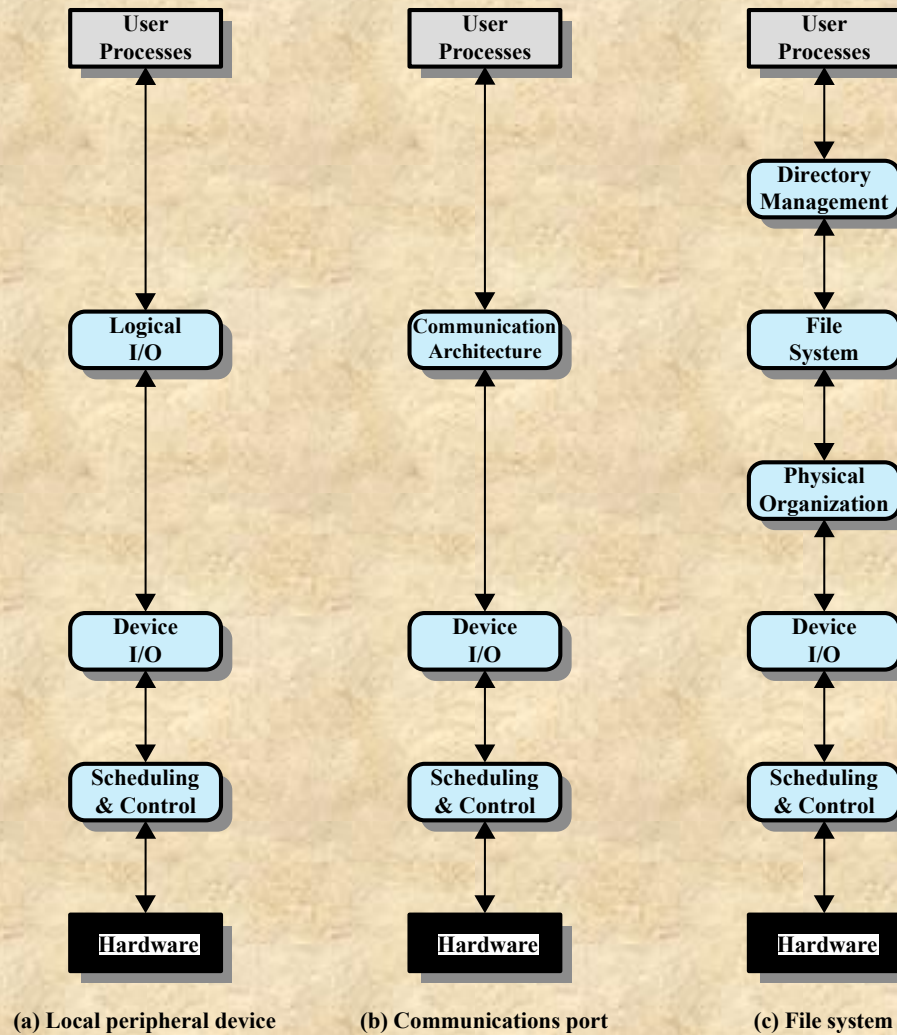 User
Processes
Logical
I/O
Device
I/O
Scheduling
& Control
Hardware
(a) Local peripheral device
User
Processes
Communication
Architecture
Device
I/O
Scheduling
& Control
Hardware
(b) Communications port
User
Processes
Directory
Management
File
System
Physical
Organization
Device
I/O
Scheduling
& Control
Hardware
(c) File system